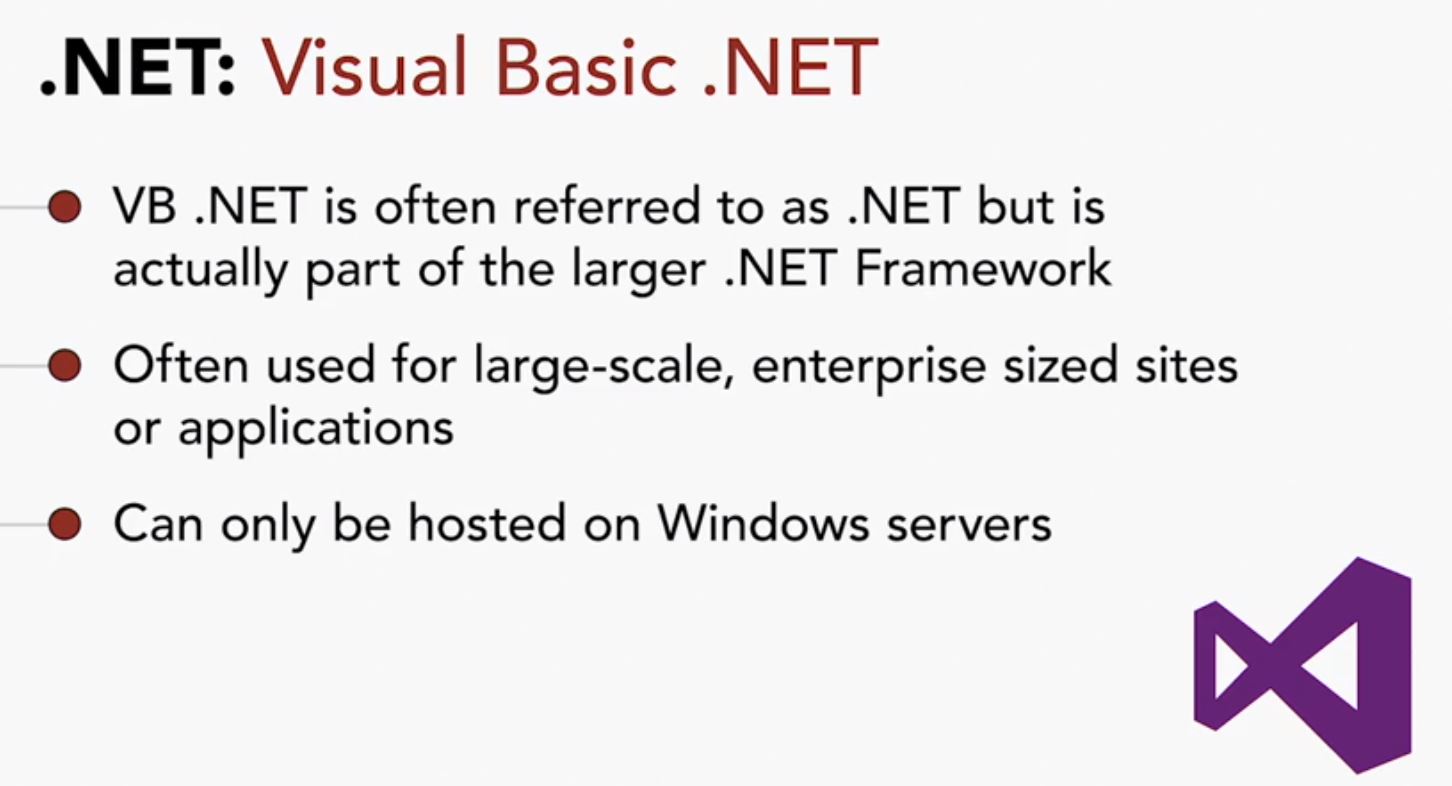 .NET: Visual Basic .NET
VB .NET is often referred to as .NET but is
actually part of the larger .NET Framework
Often used for large-scale, enterprise sized sites
or applications
Can only be hosted on Windows servers